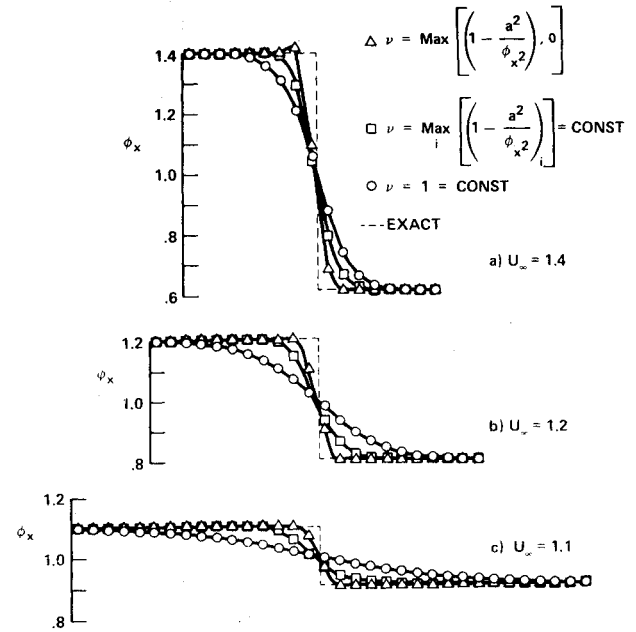 △ ν = Max [(1 − a²/φₓ²), 0]
□ ν = Max i [(1 − a²/φₓ²)i] = CONST
○ ν = 1 = CONST
---EXACT
1.4
1.2
φₓ
1.0
.8
.6
a) U∞ = 1.4
1.2
φₓ
1.0
.8
b) U∞ = 1.2
1.2
φₓ
1.0
.8
c) U∞ = 1.1